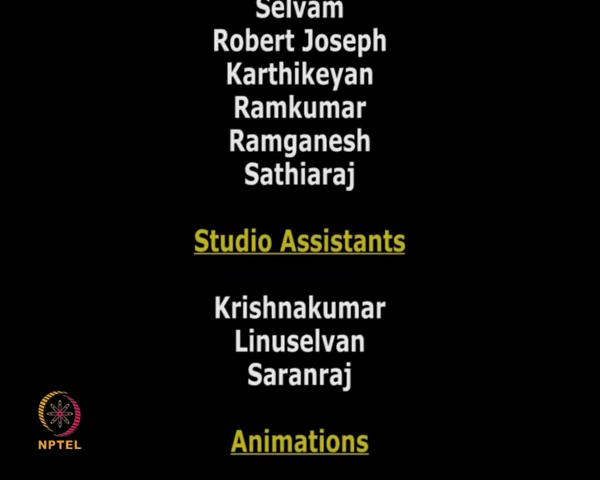 Selvam
Robert Joseph
Karthikeyan
Ramkumar
Ramganesh
Sathiaraj
Studio Assistants
Krishnakumar
Linuselvan
Saranraj
NPTEL
Animations